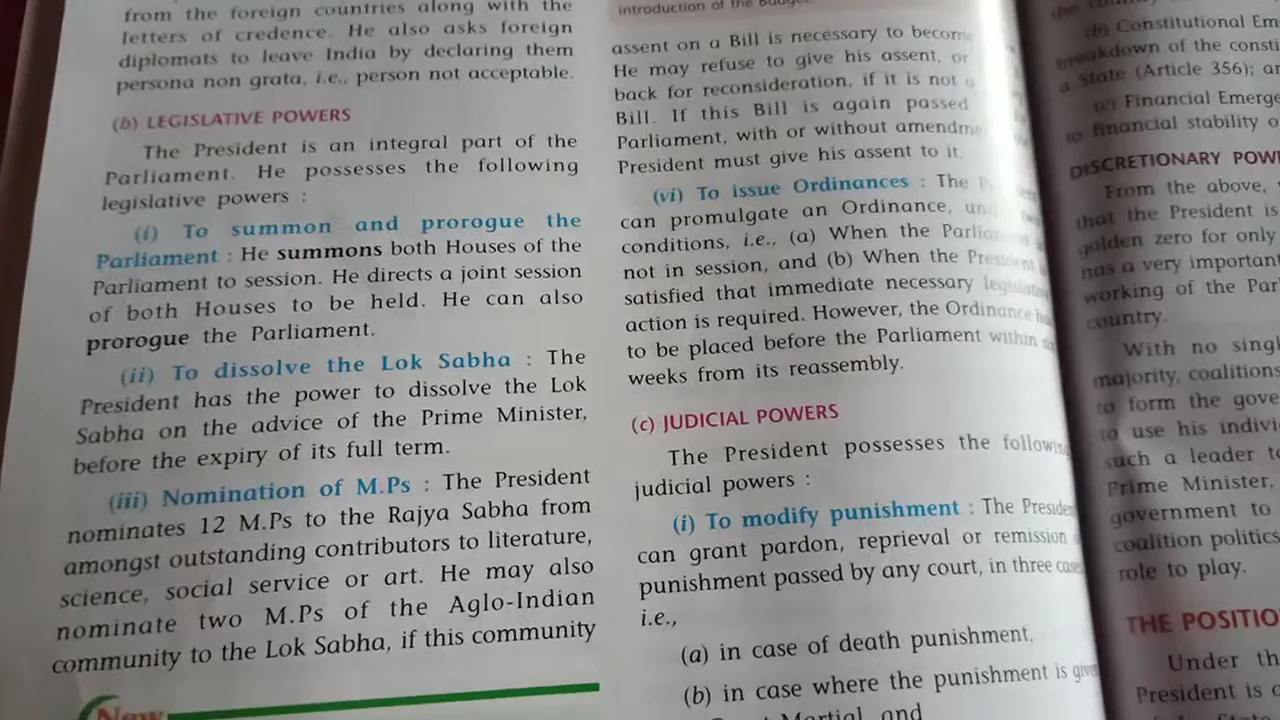 from the foreign countries along with the
letters of credence. He also asks foreign
diplomats to leave India by declaring them
persona non grata, i.e., person not acceptable.
(b) LEGISLATIVE POWERS
The President is an integral part of the
Parliament. He possesses the following
legislative powers :
(i) To summon and prorogue the
Parliament : He summons both Houses of the
Parliament to session. He directs a joint session
of both Houses to be held. He can also
prorogue the Parliament.
(ii) To dissolve the Lok Sabha : The
President has the power to dissolve the Lok
Sabha on the advice of the Prime Minister,
before the expiry of its full term.
(iii) Nomination of M.Ps : The President
nominates 12 M.Ps to the Rajya Sabha from
amongst outstanding contributors to literature,
science, social service or art. He may also
nominate two M.Ps of the Aglo-Indian
community to the Lok Sabha, if this community
New
introduction of the Budget
assent on a Bill is necessary to become
He may refuse to give his assent, or
back for reconsideration, if it is not
Bill. If this Bill is again passed
Parliament, with or without
President must give his assent to it.
(vi) To issue Ordinances : The
can promulgate an Ordinance,
conditions, i.e., (a) When the
not in session, and (b) When the President
satisfied that immediate necessary
action is required. However, the Ordinance
to be placed before the Parliament within
weeks from its reassembly.
(c) JUDICIAL POWERS
The President possesses the following
judicial powers :
(i) To modify punishment : The President
can grant pardon, reprieval or remission
punishment passed by any court, in three cases
i.e.,
(a) in case of death punishment,
(b) in case where the punishment is
Martial, and
(b) Constitutional Em
breakdown of the consti
a State (Article 356); an
(c) Financial Emerge
to financial stability o
DISCRETIONARY POW
From the above,
that the President is
golden zero for only
has a very important
working of the Par
country.
With no singl
majority, coalitions
to form the gove
to use his indivi
such a leader to
Prime Minister,
government to
coalition politics
role to play.
THE POSITIO
Under th
President is